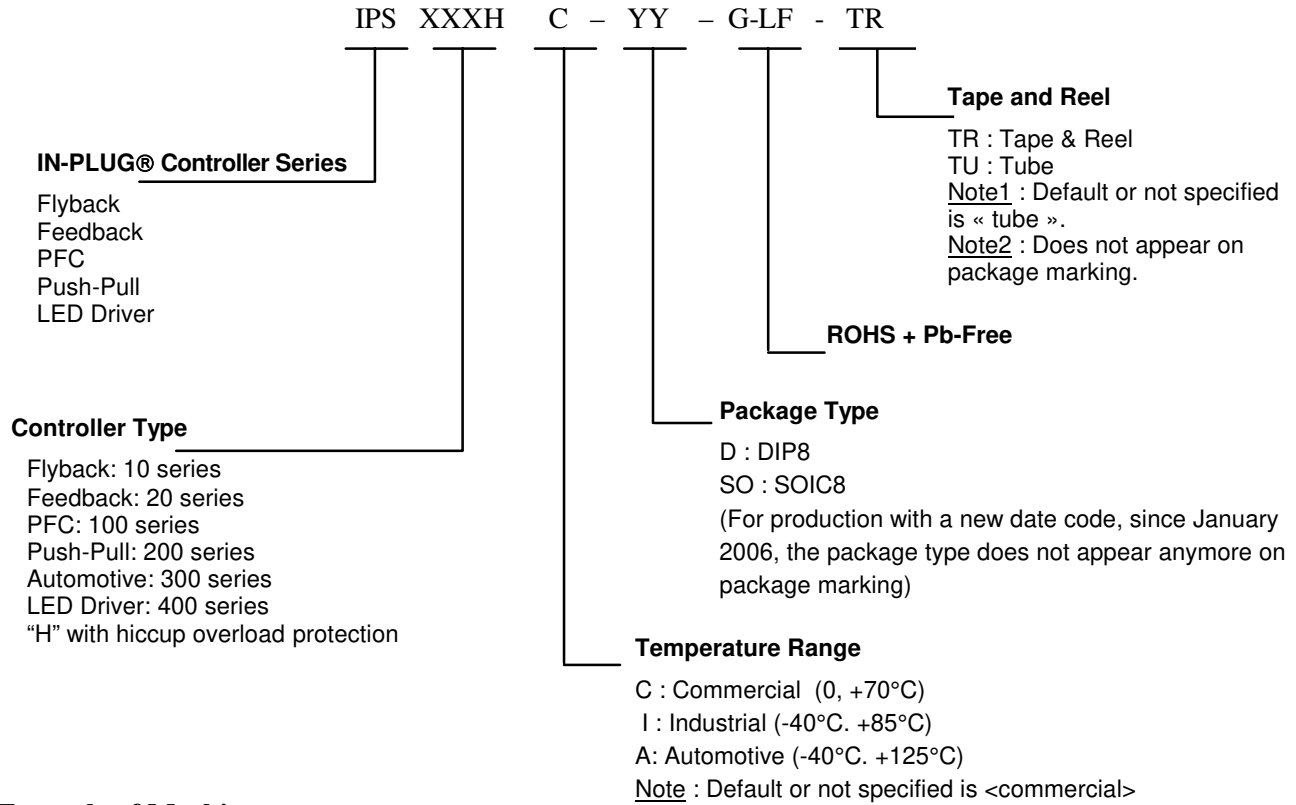 IPS XXXH C – YY – G-LF - TR
Tape and Reel
TR : Tape & Reel
TU : Tube
Note1 : Default or not specified
is « tube ».
Note2 : Does not appear on
package marking.
IN-PLUG® Controller Series
Flyback
Feedback
PFC
Push-Pull
LED Driver
ROHS + Pb-Free
Package Type
D : DIP8
SO : SOIC8
(For production with a new date code, since January
2006, the package type does not appear anymore on
package marking)
Controller Type
Flyback: 10 series
Feedback: 20 series
PFC: 100 series
Push-Pull: 200 series
Automotive: 300 series
LED Driver: 400 series
“H” with hiccup overload protection
Temperature Range
C : Commercial (0, +70°C)
I : Industrial (-40°C. +85°C)
A: Automotive (-40°C. +125°C)
Note : Default or not specified is <commercial>